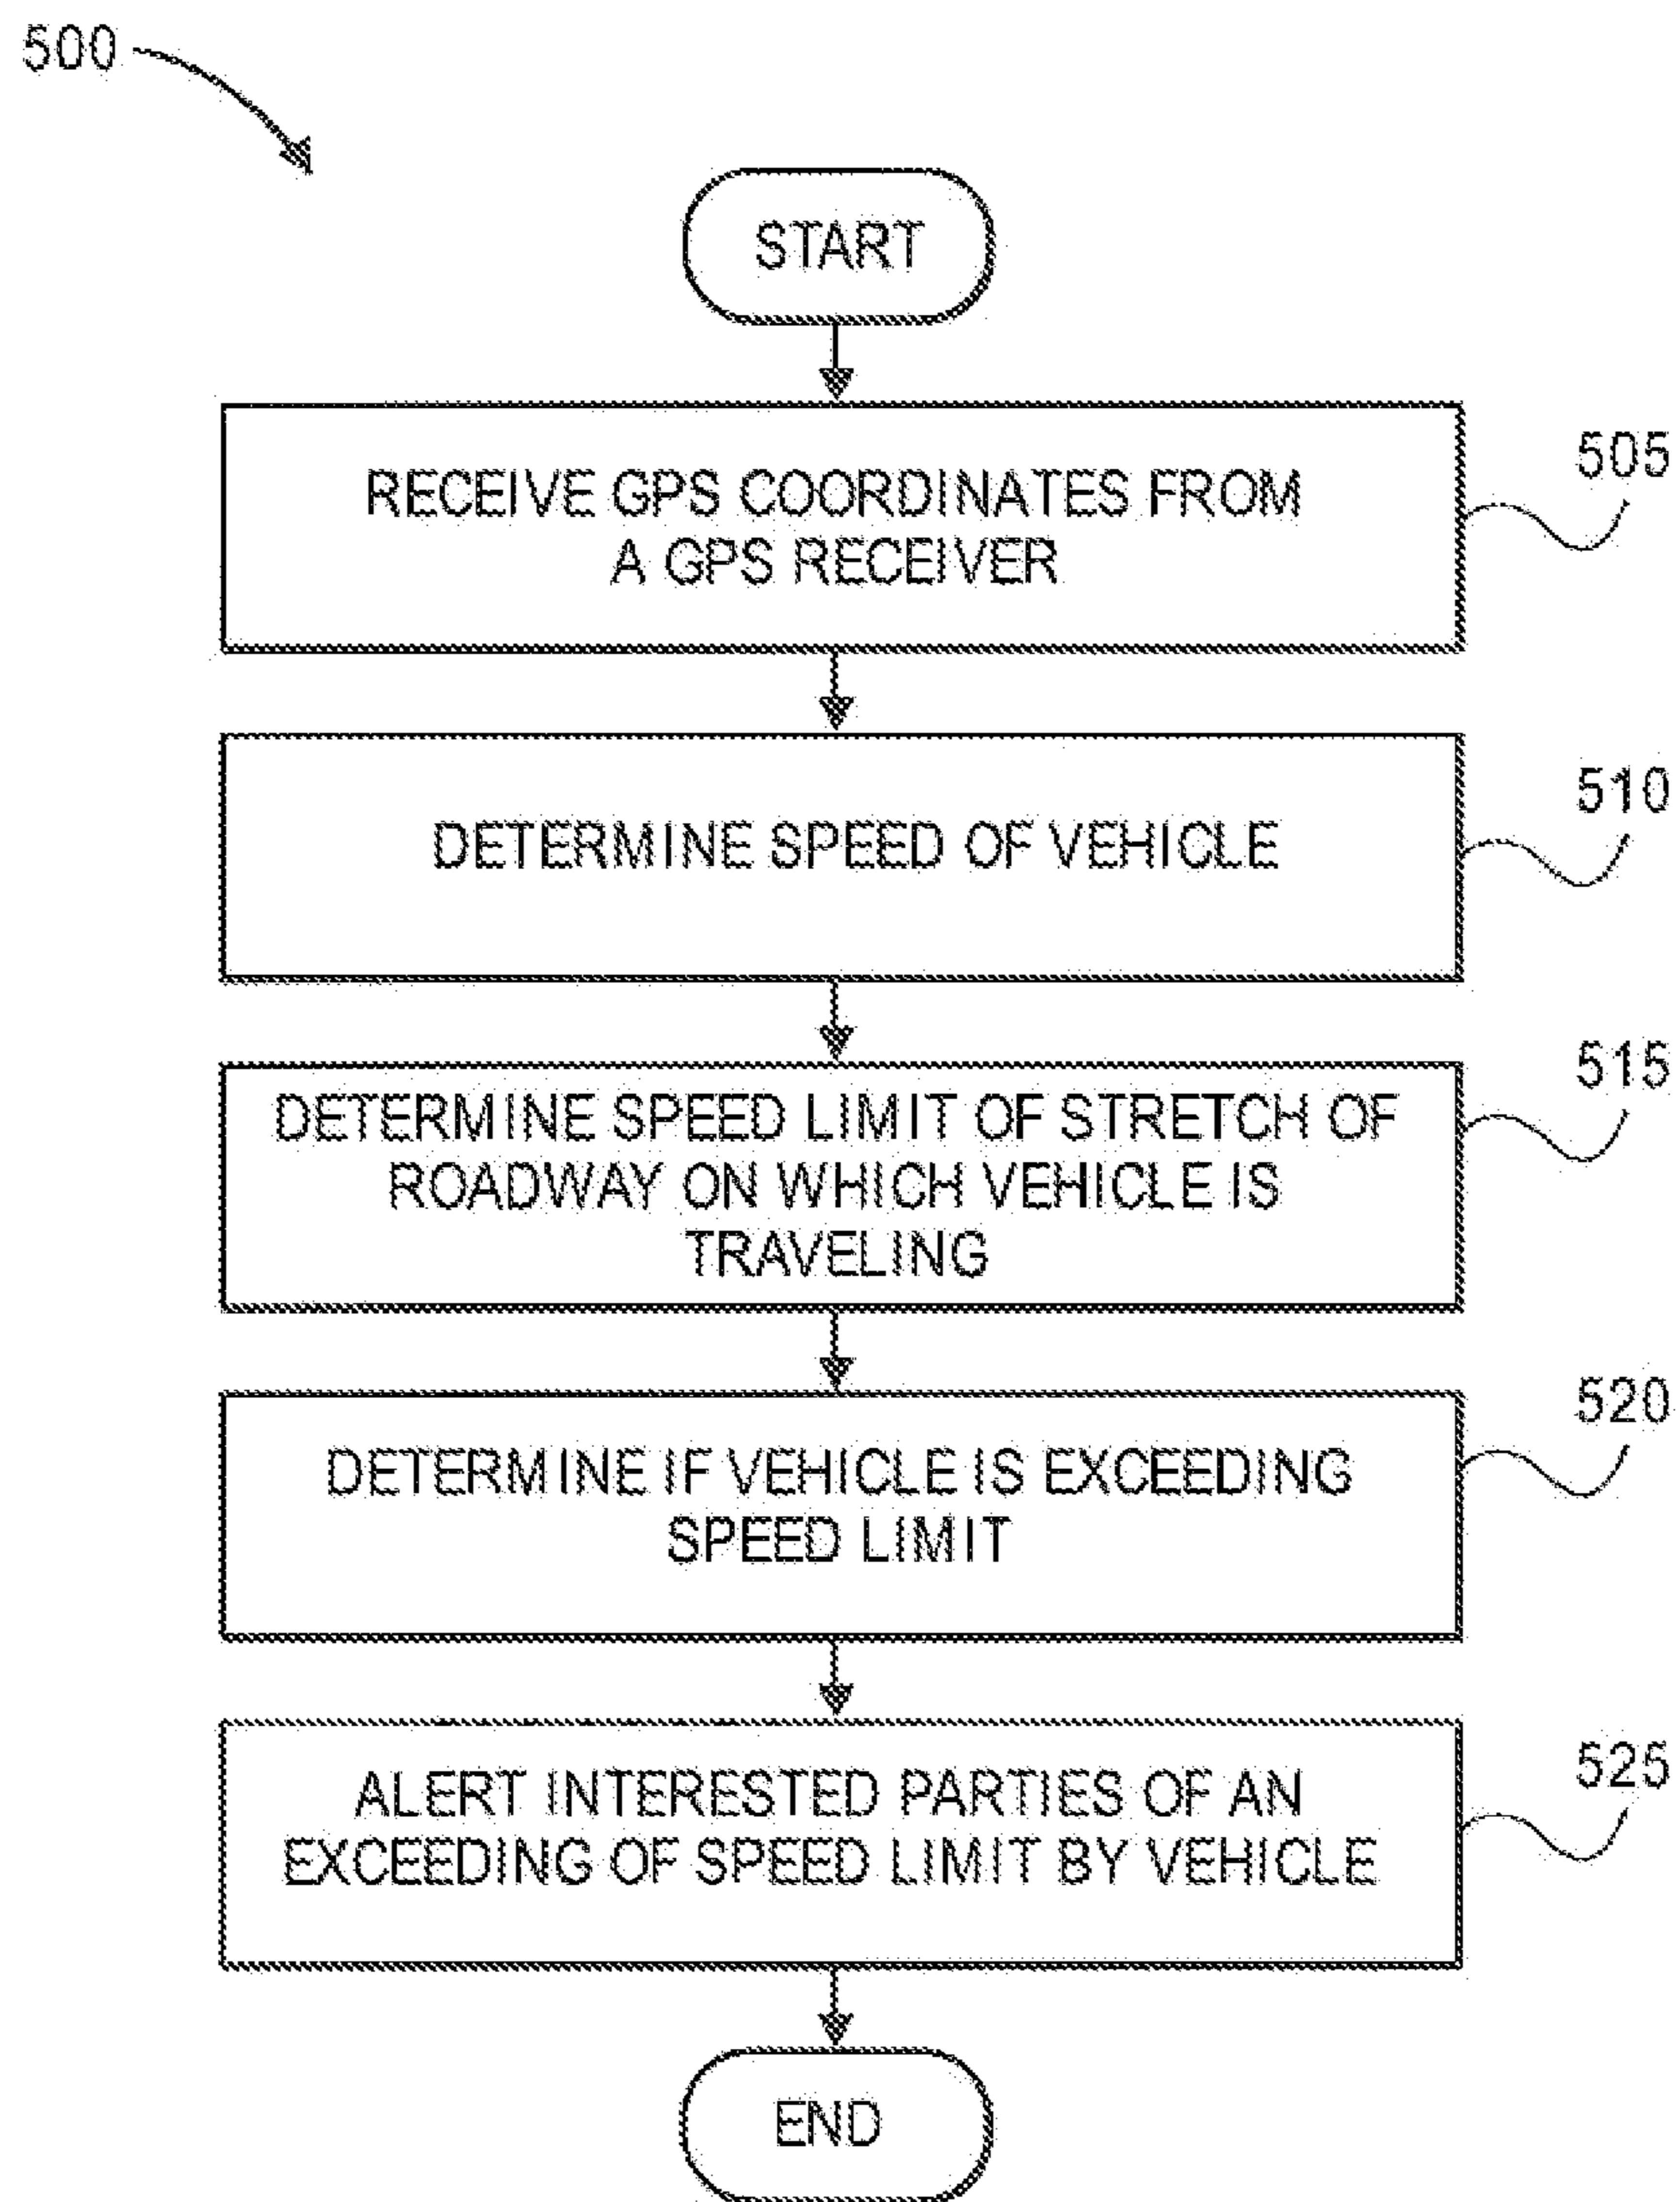 500
START
RECEIVE GPS COORDINATES FROM
A GPS RECEIVER
505
DETERMINE SPEED OF VEHICLE
510
DETERMINE SPEED LIMIT OF STRETCH OF
ROADWAY ON WHICH VEHICLE IS
TRAVELING
515
DETERMINE IF VEHICLE IS EXCEEDING
SPEED LIMIT
520
ALERT INTERESTED PARTIES OF AN
EXCEEDING OF SPEED LIMIT BY VEHICLE
525
END